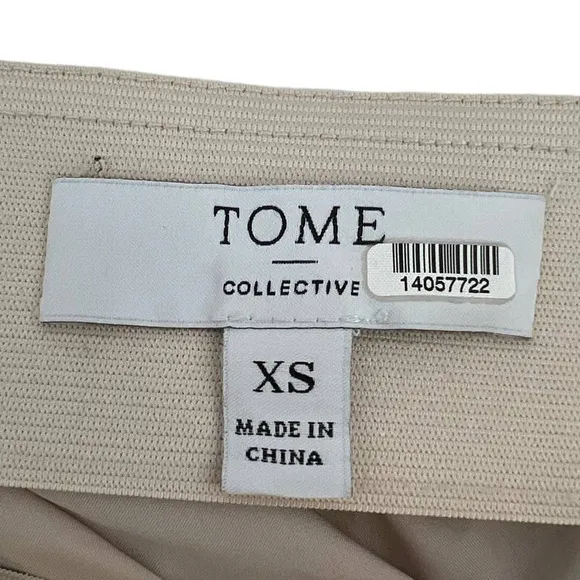 TOME
COLLECTIVE
14057722
XS
MADE IN
CHINA